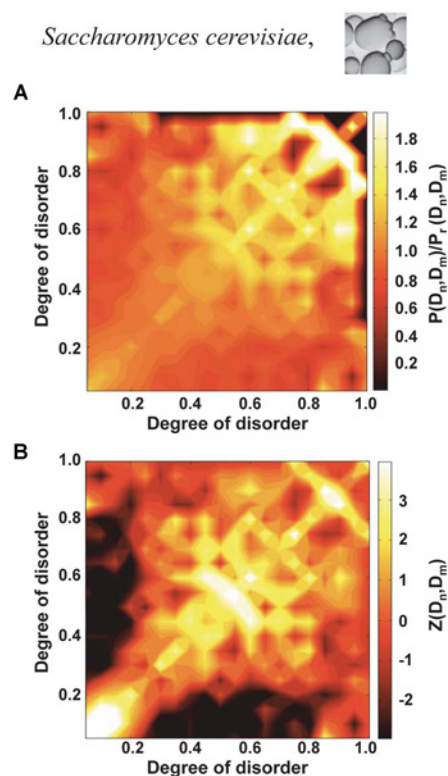 Saccharomyces cerevisiae,
A
1.0
0.8
0.6
0.4
0.2
Degree of disorder
0.2 0.4 0.6 0.8 1.0
Degree of disorder
1.8
1.6
1.4
1.2
1.0
0.8
0.6
0.4
0.2
P(Dn,Dm)/Pr (Dn,Dm)
B
1.0
0.8
0.6
0.4
0.2
Degree of disorder
0.2 0.4 0.6 0.8 1.0
Degree of disorder
3
2
1
0
-1
-2
Z(Dn,Dm)